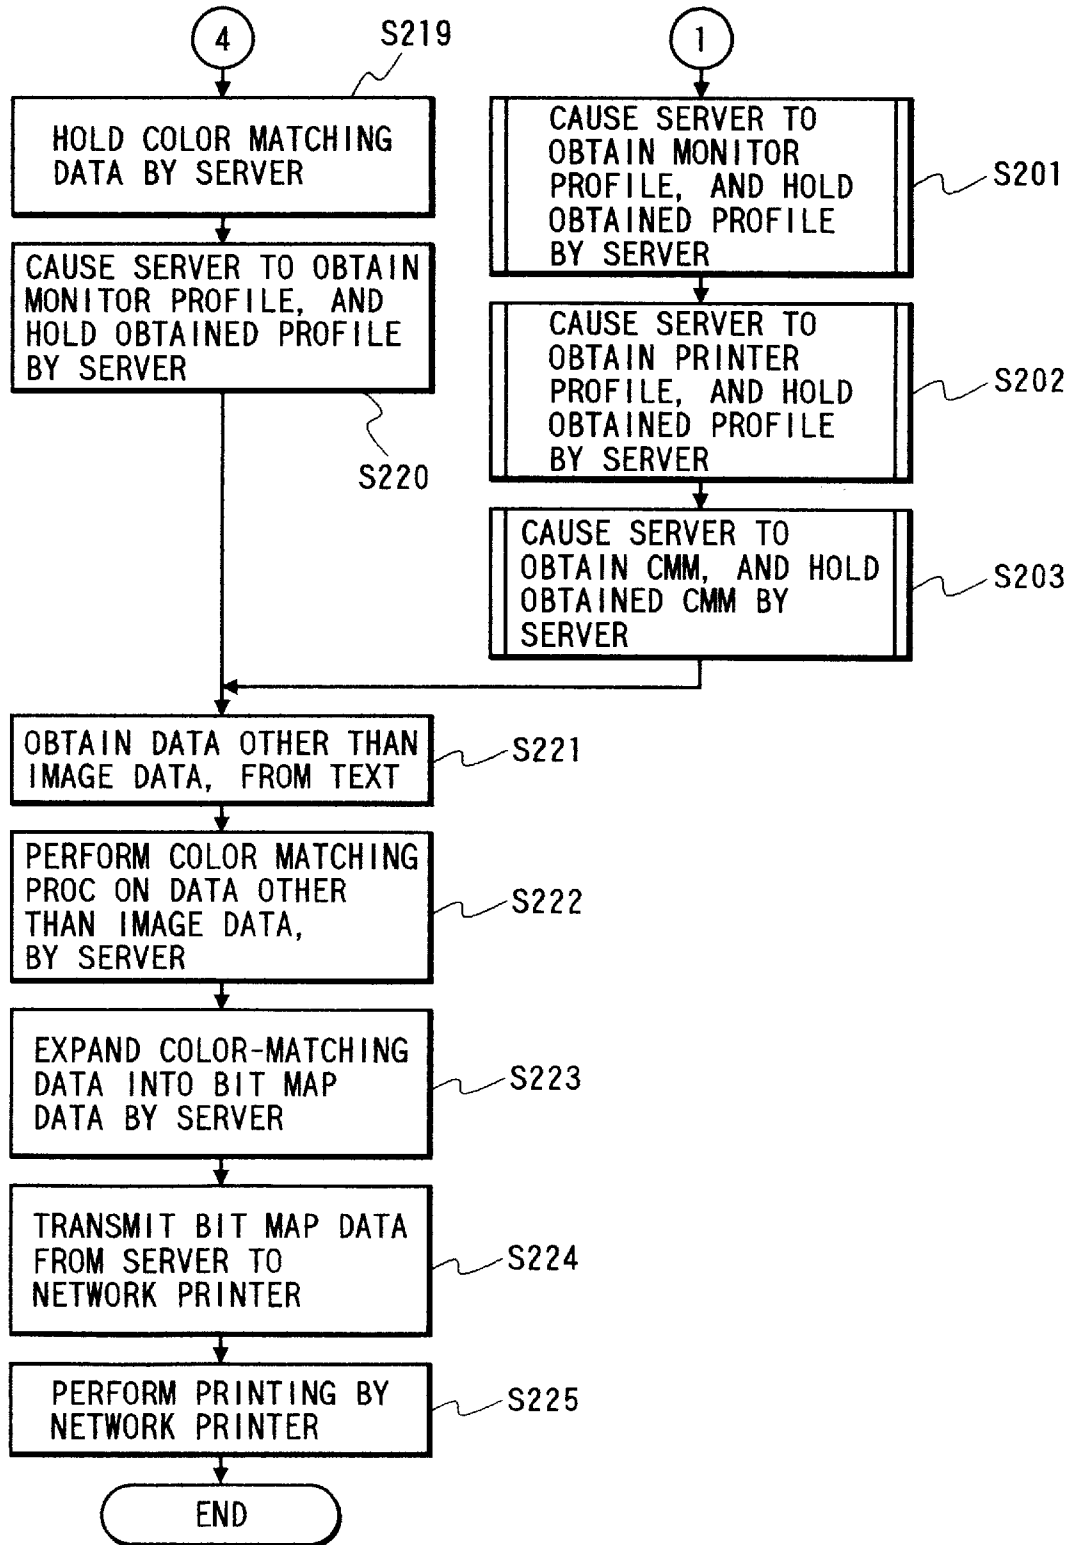 4
S219
HOLD COLOR MATCHING
DATA BY SERVER
CAUSE SERVER TO OBTAIN
MONITOR PROFILE, AND
HOLD OBTAINED PROFILE
BY SERVER
S220
1
CAUSE SERVER TO
OBTAIN MONITOR
PROFILE, AND HOLD
OBTAINED PROFILE
BY SERVER
S201
CAUSE SERVER TO
OBTAIN PRINTER
PROFILE, AND HOLD
OBTAINED PROFILE
BY SERVER
S202
CAUSE SERVER TO
OBTAIN CMM, AND HOLD
OBTAINED CMM BY
SERVER
S203
OBTAIN DATA OTHER THAN
IMAGE DATA, FROM TEXT
S221
PERFORM COLOR MATCHING
PROC ON DATA OTHER
THAN IMAGE DATA,
BY SERVER
S222
EXPAND COLOR-MATCHING
DATA INTO BIT MAP
DATA BY SERVER
S223
TRANSMIT BIT MAP DATA
FROM SERVER TO
NETWORK PRINTER
S224
PERFORM PRINTING BY
NETWORK PRINTER
S225
END